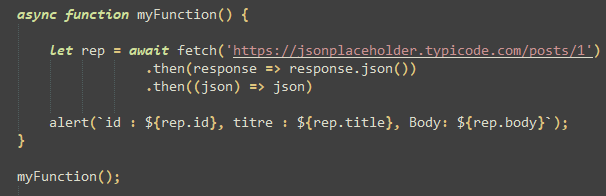 async function myFunction() {
let rep = await fetch('https://jsonplaceholder.typicode.com/posts/1')
.then(response => response.json())
.then((json) => json)
alert(`id : ${rep.id}, titre : ${rep.title}, Body: ${rep.body}`);
}
myFunction();